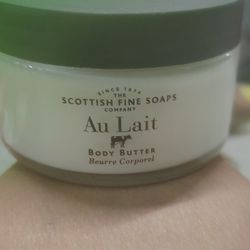 SINCE 1974
THE
SCOTTISH FINE SOAPS
COMPANY
Au Lait
BODY BUTTER
Beurre Corporel